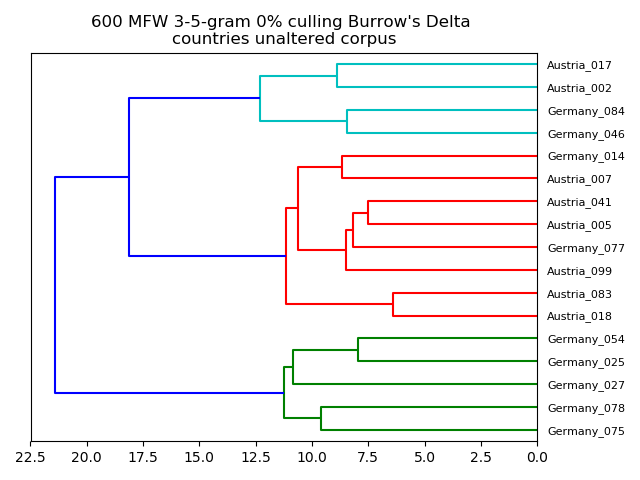 600 MFW 3-5-gram 0% culling Burrow's Delta
countries unaltered corpus
Austria_017
Austria_002
Germany_084
Germany_046
Germany_014
Austria_007
Austria_041
Austria_005
Germany_077
Austria_099
Austria_083
Austria_018
Germany_054
Germany_025
Germany_027
Germany_078
Germany_075
22.5 20.0 17.5 15.0 12.5 10.0 7.5 5.0 2.5 0.0